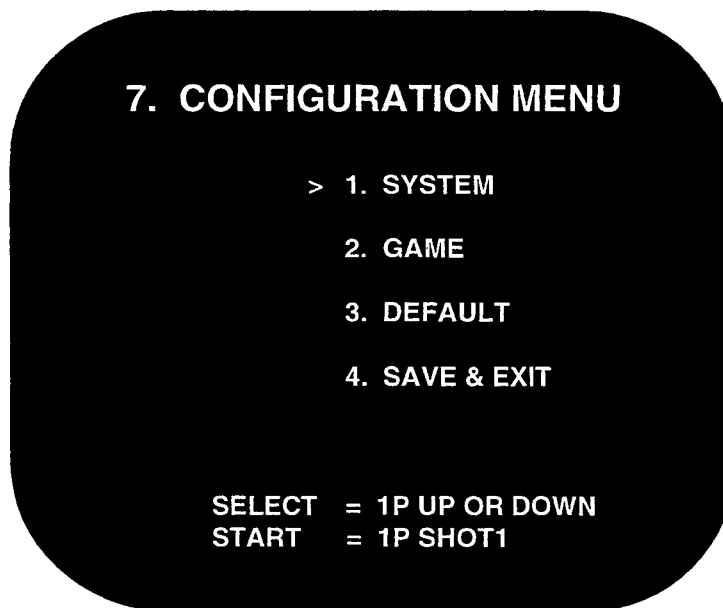 7. CONFIGURATION MENU
> 1. SYSTEM
2. GAME
3. DEFAULT
4. SAVE & EXIT
SELECT = 1P UP OR DOWN
START = 1P SHOT1